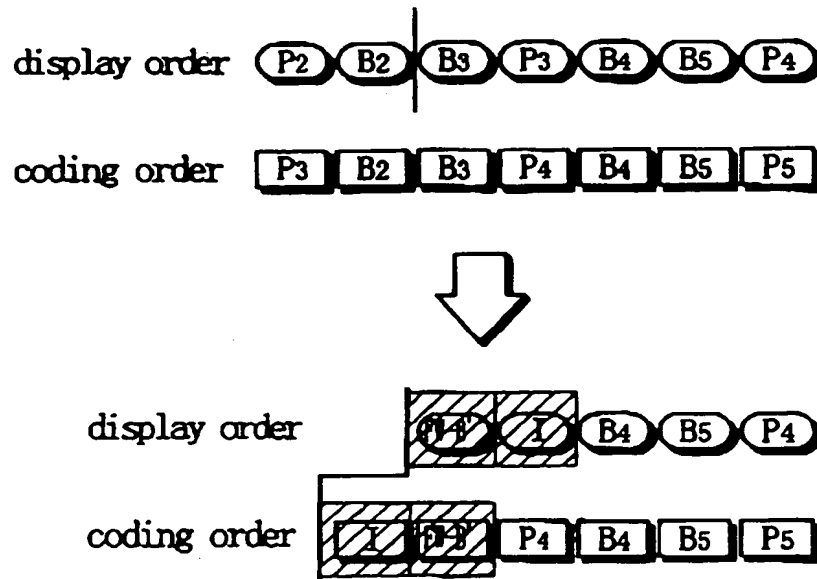 display order P2 B2 B3 P3 B4 B5 P4
coding order P3 B2 B3 P4 B4 B5 P5
display order I B4 B5 P4
coding order I P4 B4 B5 P5